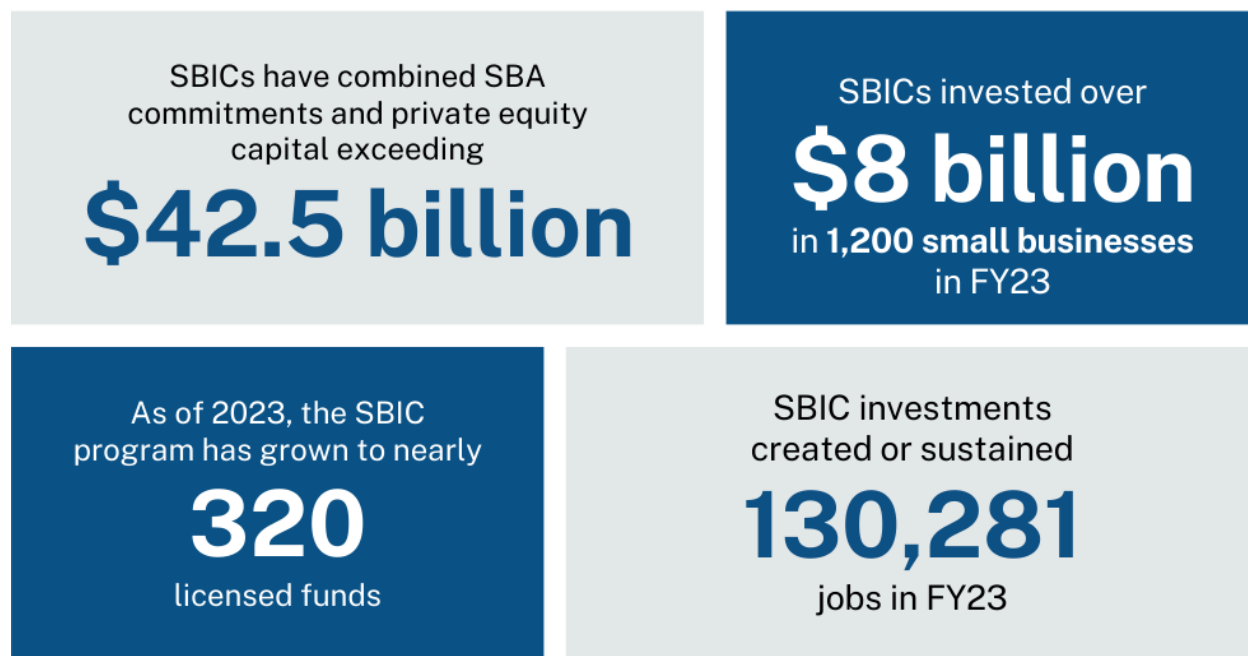 SBICs have combined SBA
commitments and private equity
capital exceeding
$42.5 billion
SBICs invested over
$8 billion
in 1,200 small businesses
in FY23
As of 2023, the SBIC
program has grown to nearly
320
licensed funds
SBIC investments
created or sustained
130,281
jobs in FY23